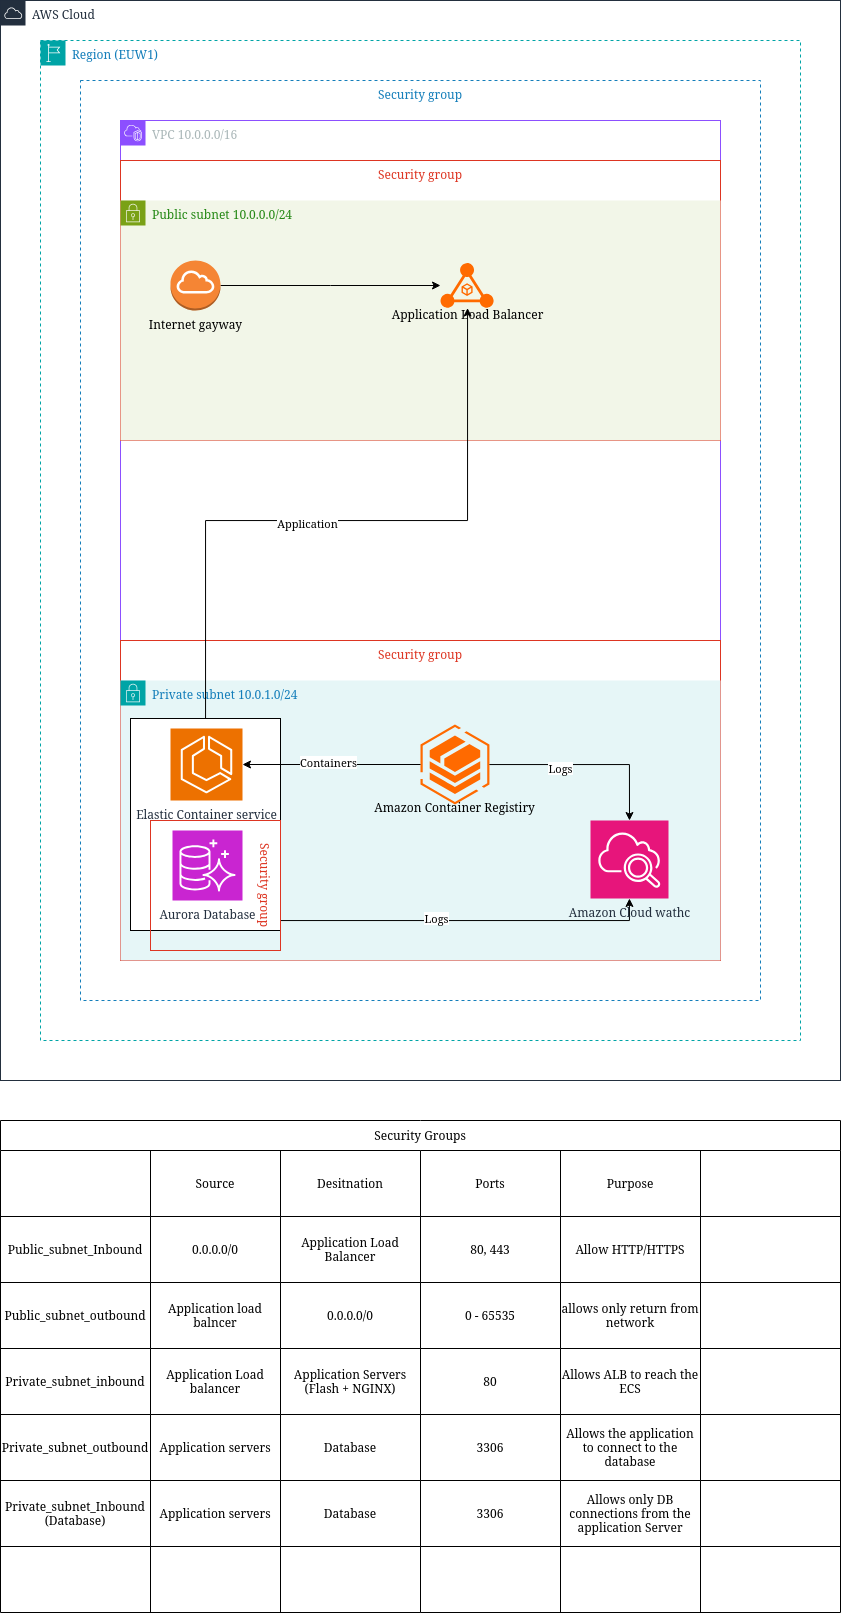 AWS Cloud
Region (EUW1)
Security group
VPC 10.0.0.0/16
Security group
Public subnet 10.0.0.0/24
Internet gayway
Application Load Balancer
Application
Security group
Private subnet 10.0.1.0/24
Containers
Logs
Elastic Container service
Amazon Container Registry
Security group
Aurora Database
Logs
Amazon Cloud wathc
Security Groups
Source
Desitnation
Ports
Purpose
Public_subnet_Inbound
0.0.0.0/0
Application Load
Balancer
80, 443
Allow HTTP/HTTPS
Public_subnet_outbound
Application load
balncer
0.0.0.0/0
0 - 65535
allows only return from
network
Private_subnet_inbound
Application Load
balancer
Application Servers
(Flash + NGINX)
80
Allows ALB to reach the
ECS
Private_subnet_outbound
Application servers
Database
3306
Allows the application
to connect to the
database
Private_subnet_Inbound
(Database)
Application servers
Database
3306
Allows only DB
connections from the
application Server